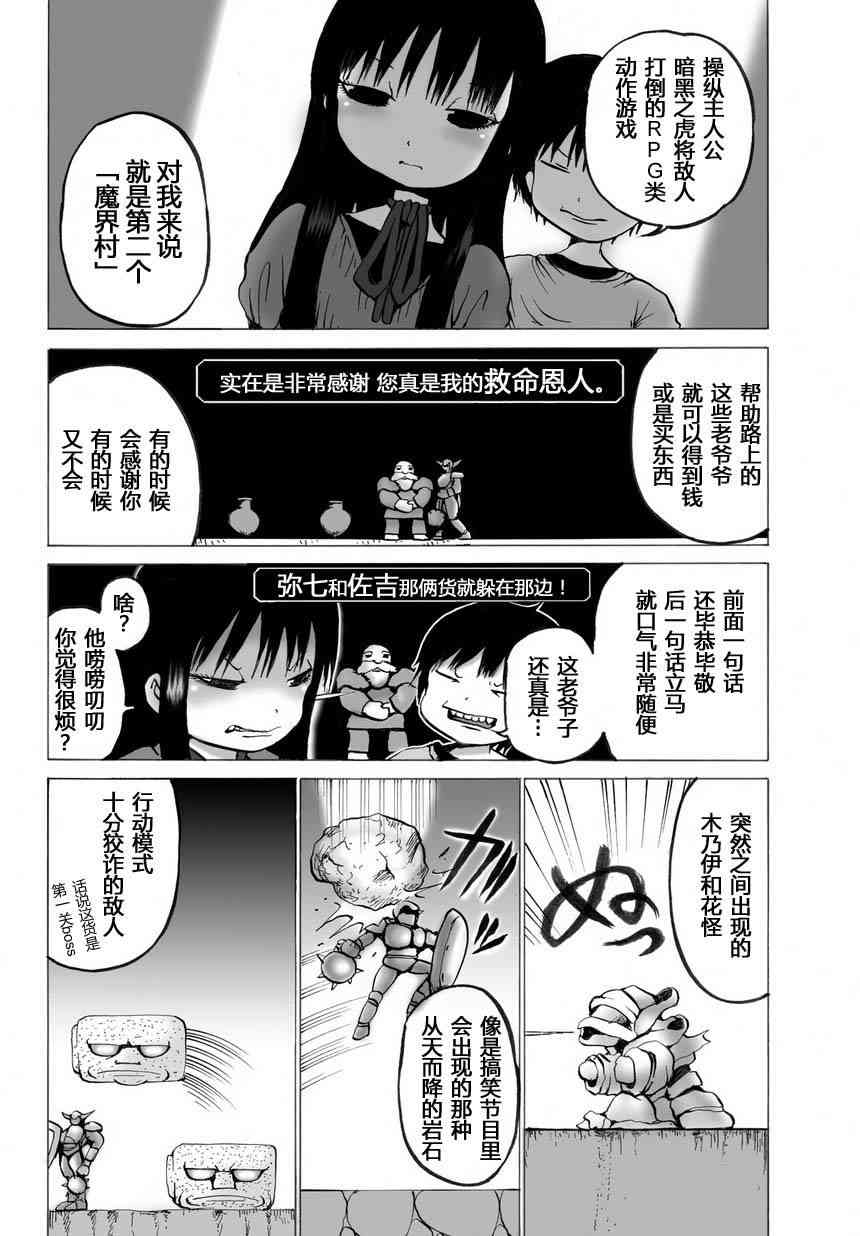 操纵主人公
暗黑之虎将敌人
打倒的RPG类
动作游戏
对我来说
就是第二个
「魔界村」
实在是非常感谢 您真是我的救命恩人。
帮助路上的
这些老爷爷
就可以得到钱
或是买东西
有的时候
会感谢你
有的时候
又不会
弥七和佐吉那俩货就躲在那边！
前面一句话
还毕恭毕敬
后一句话立马
就口气非常随便
这老爷子
还真是…
啥？
他唠唠叨叨
你觉得很烦？
突然之间出现的
木乃伊和花怪
ぬっ
像是搞笑节目里
会出现的那种
从天而降的岩石
行动模式
十分狡诈的敌人
话说这货是
第一关boss